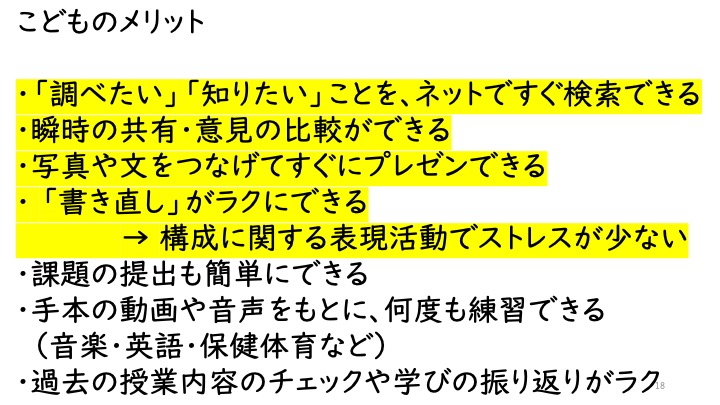 こどものメリット
・「調べたい」「知りたい」ことを、ネットですぐ検索できる
・瞬時の共有・意見の比較ができる
・写真や文をつなげてすぐにプレゼンできる
・「書き直し」がラクにできる
→ 構成に関する表現活動でストレスが少ない
・課題の提出も簡単にできる
・手本の動画や音声をもとに、何度も練習できる
（音楽・英語・保健体育など）
・過去の授業内容のチェックや学びの振り返りがラク
18